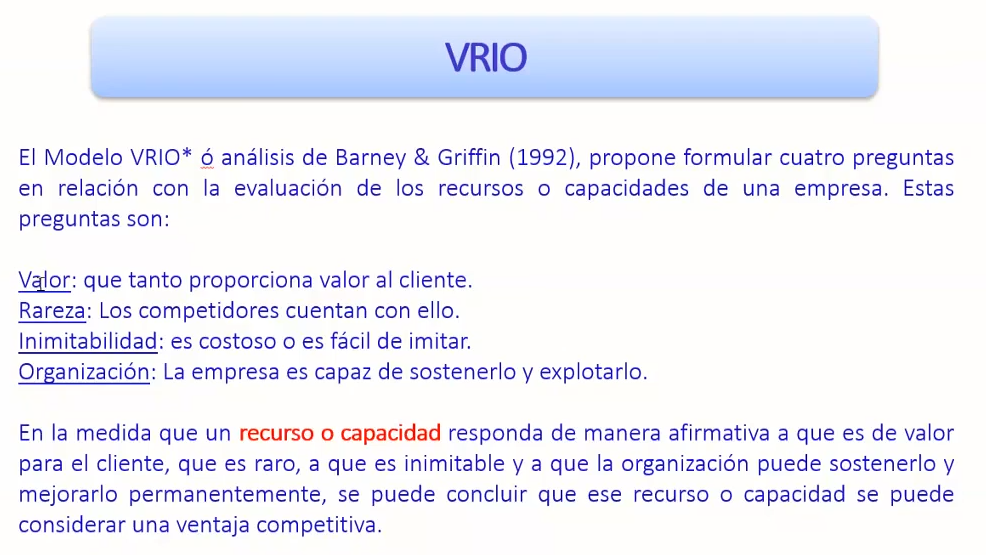 VRIO
El Modelo VRIO* ó análisis de Barney & Griffin (1992), propone formular cuatro preguntas
en relación con la evaluación de los recursos o capacidades de una empresa. Estas
preguntas son:
Valor: que tanto proporciona valor al cliente.
Rareza: Los competidores cuentan con ello.
Inimitabilidad: es costoso o es fácil de imitar.
Organización: La empresa es capaz de sostenerlo y explotarlo.
En la medida que un recurso o capacidad responda de manera afirmativa a que es de valor
para el cliente, que es raro, a que es inimitable y a que la organización puede sostenerlo y
mejorarlo permanentemente, se puede concluir que ese recurso o capacidad se puede
considerar una ventaja competitiva.